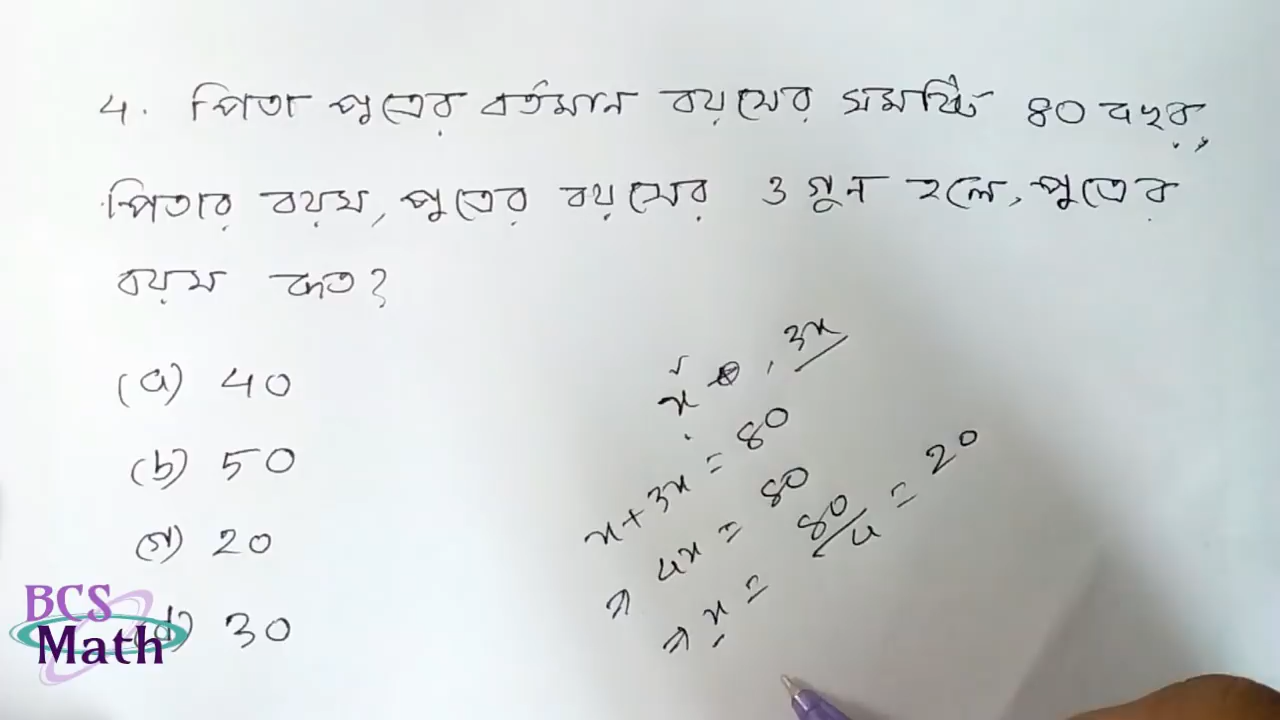 4. পিতা পুত্রের বর্তমান বয়সের সমষ্টি 80 বছর,
পিতার বয়স, পুত্রের বয়সের ৩ গুন হলে, পুত্রের
বয়স কত?
(a) 40
(b) 50
20
30
x , 3x
x + 3x = 80
⇒ 4x = 80
⇒ x = 80/4 = 20
BCS
Math